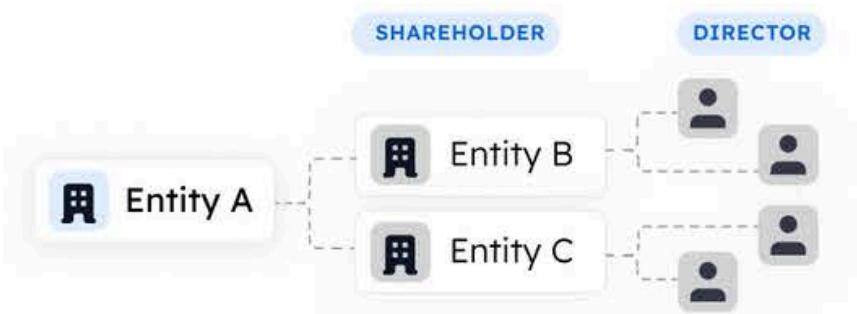 SHAREHOLDER
DIRECTOR
Entity A
Entity B
Entity C